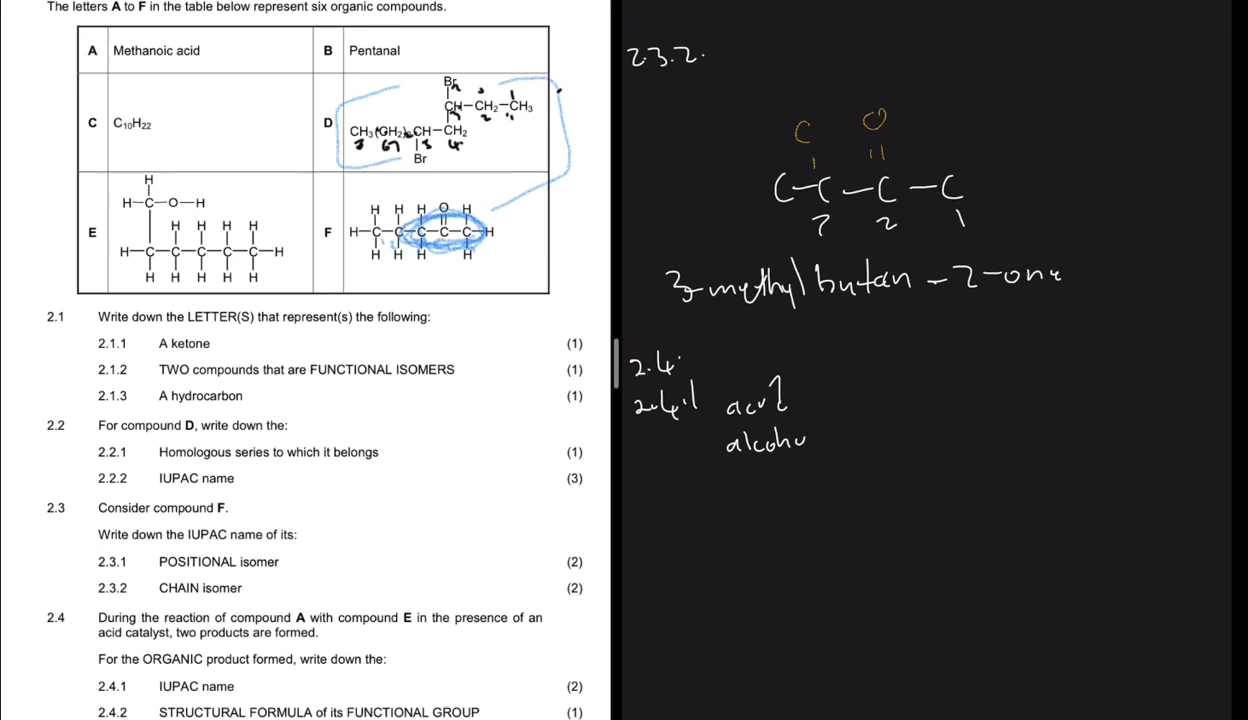 The letters A to F in the table below represent six organic compounds.
A Methanoic acid B Pentanal
C C₁₀H₂₂ D
Br
CH–CH₂–CH₃
CH₃(CH₂)₂CH–CH₂
Br
E
H
H–C–O–H
H H H H
H–C–C–C–C–C–H
H H H H H
F
H H H O H
H–C–C–C–C–C–H
H H H H
2.1 Write down the LETTER(S) that represent(s) the following:
2.1.1 A ketone (1)
2.1.2 TWO compounds that are FUNCTIONAL ISOMERS (1)
2.1.3 A hydrocarbon (1)
2.2 For compound D, write down the:
2.2.1 Homologous series to which it belongs (1)
2.2.2 IUPAC name (3)
2.3 Consider compound F.
Write down the IUPAC name of its:
2.3.1 POSITIONAL isomer (2)
2.3.2 CHAIN isomer (2)
2.4 During the reaction of compound A with compound E in the presence of an
acid catalyst, two products are formed.
For the ORGANIC product formed, write down the:
2.4.1 IUPAC name (2)
2.4.2 STRUCTURAL FORMULA of its FUNCTIONAL GROUP (1)
2.3.2.
C O
C–C–C–C
3 2 1
3-methyl butan-2-one
2.4.
2.4.1
alcoho